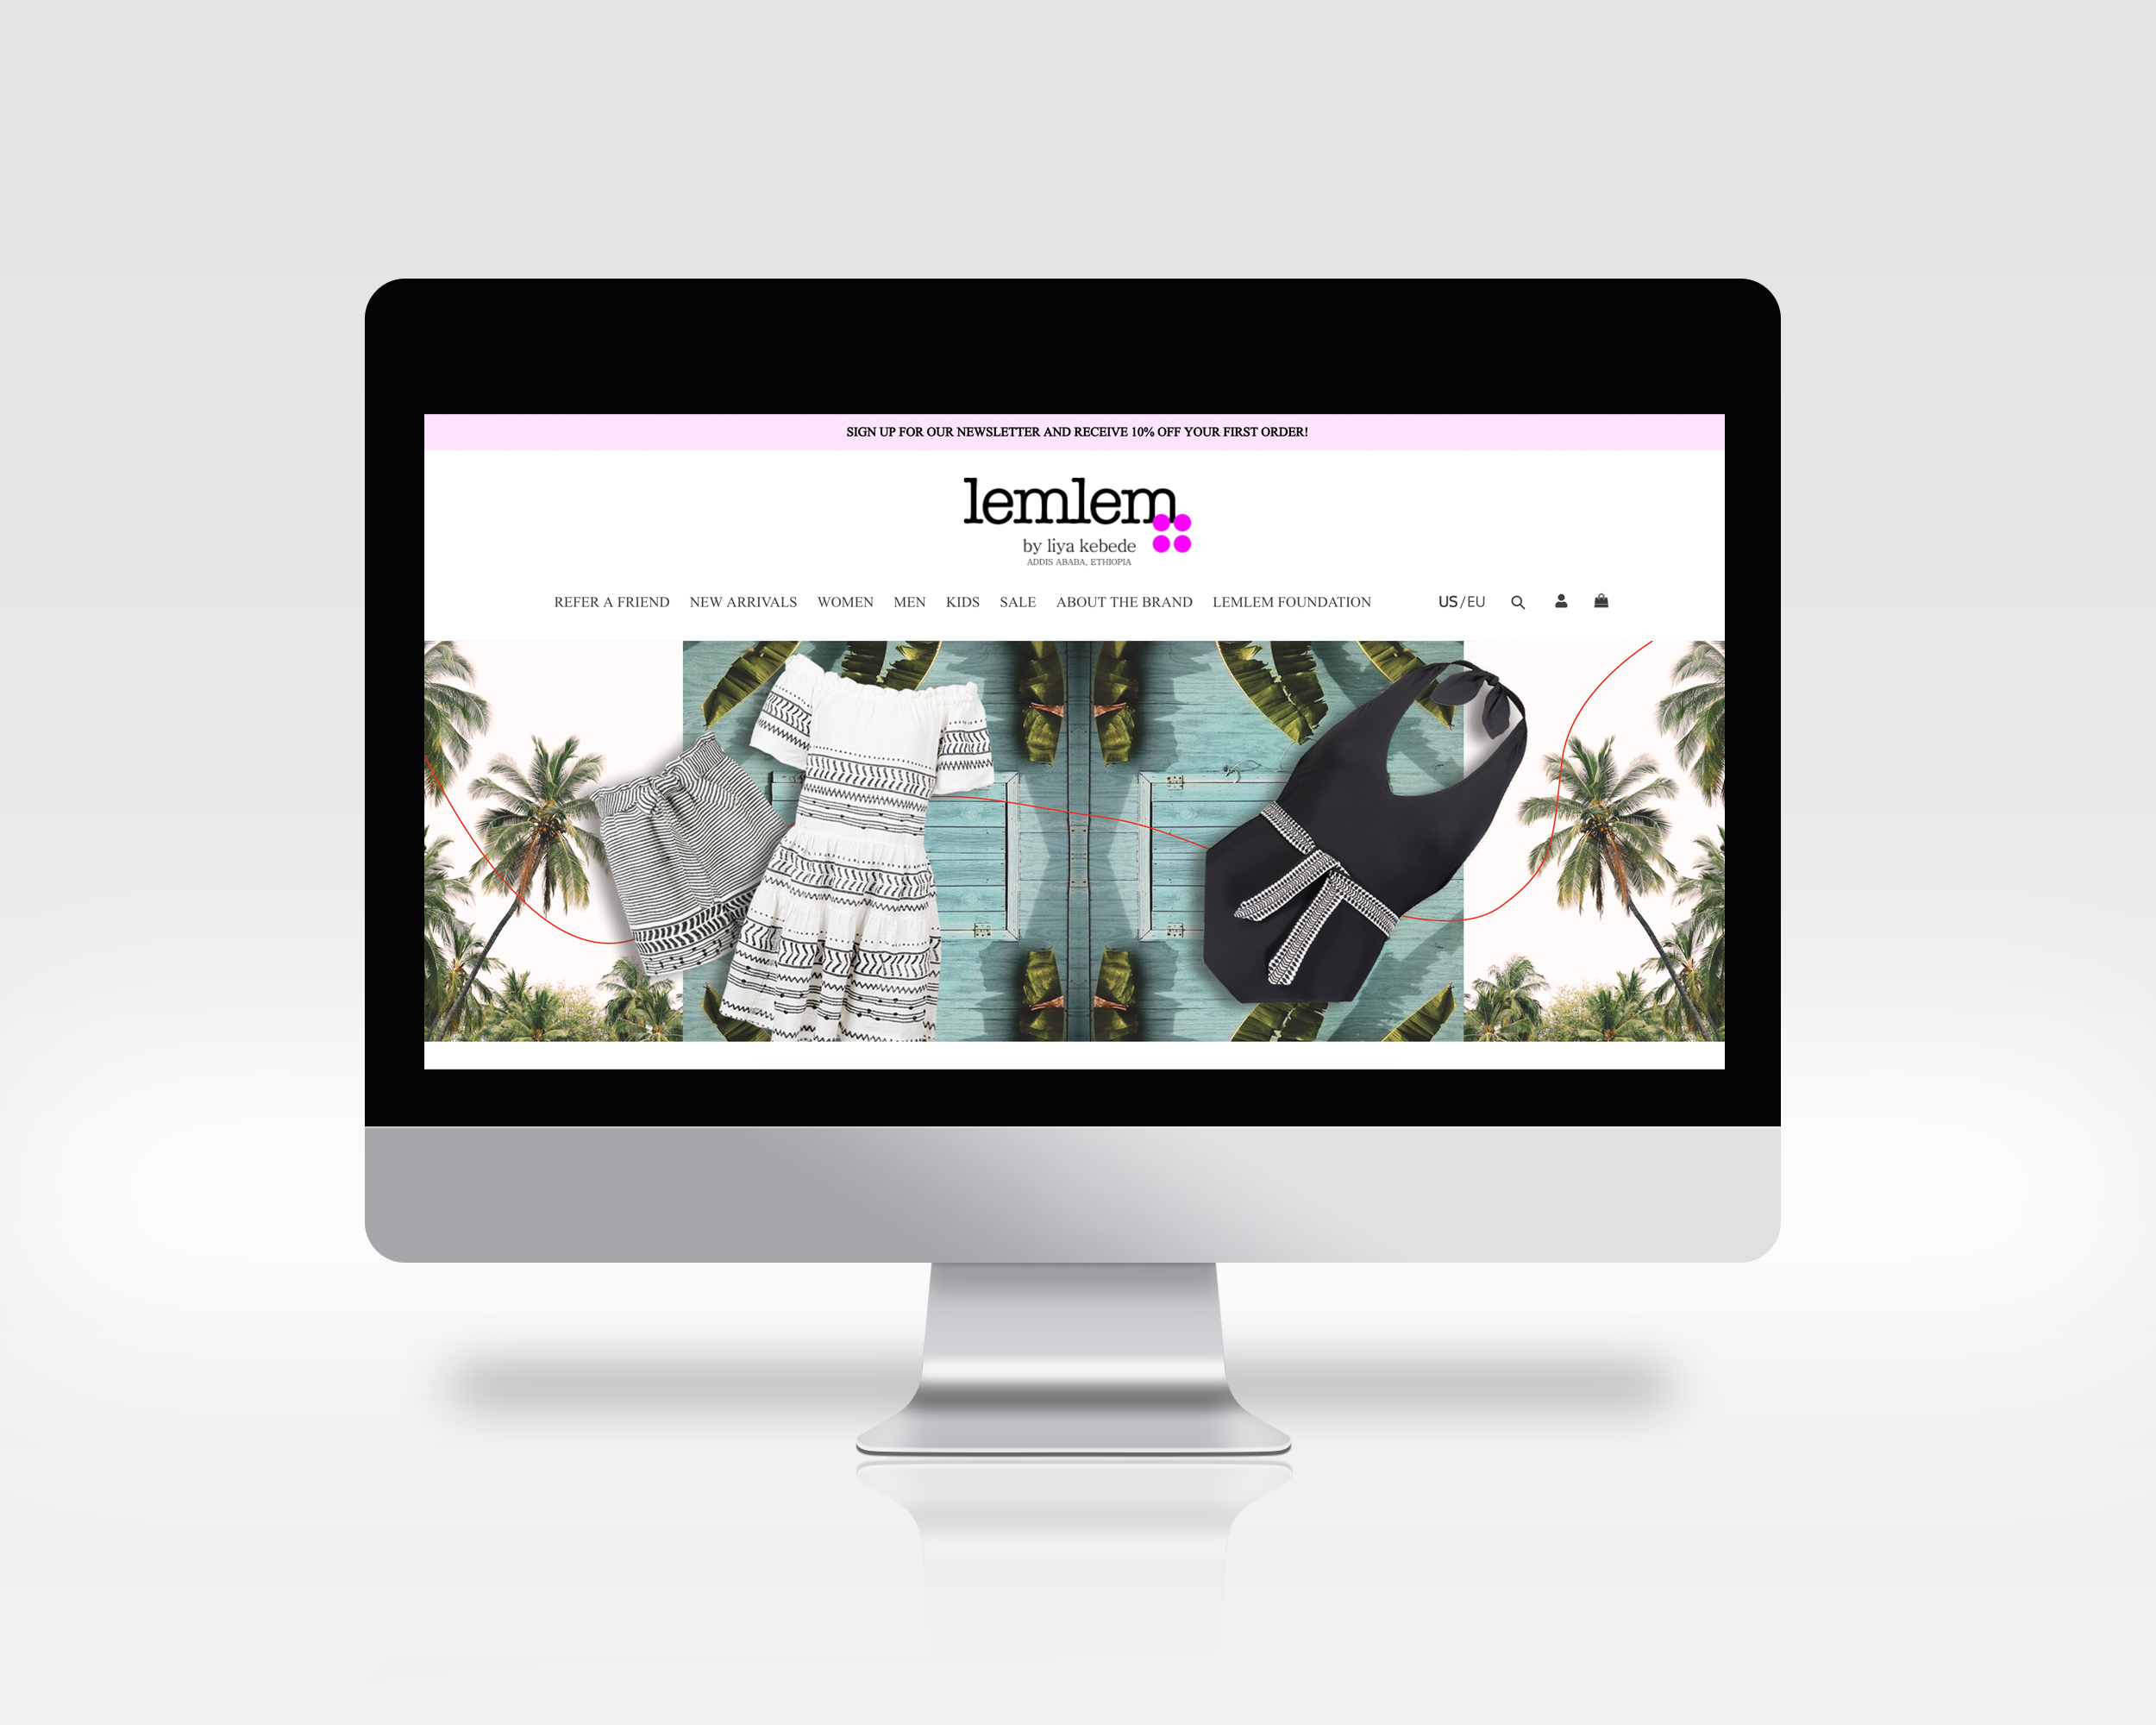 SIGN UP FOR OUR NEWSLETTER AND RECEIVE 10% OFF YOUR FIRST ORDER!
lemlem
by liya kebede
ADDIS ABABA, ETHIOPIA
REFER A FRIEND NEW ARRIVALS WOMEN MEN KIDS SALE ABOUT THE BRAND LEMLEM FOUNDATION US/EU